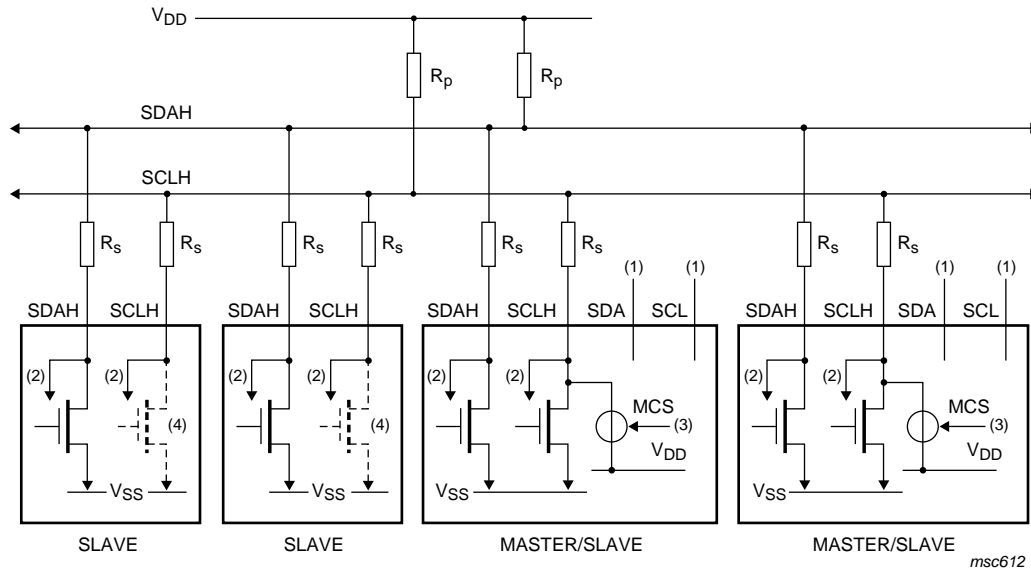 VDD
Rp Rp
SDAH
SCLH
Rs Rs Rs Rs Rs Rs Rs Rs
(1) (1) (1) (1)
SDAH SCLH SDAH SCLH SDAH SCLH SDA SCL SDAH SCLH SDA SCL
(2) (2) (2) (2) (2) (2) (2) (2)
MCS MCS
(4) (4) (3) (3)
VDD VDD
VSS VSS VSS VSS
SLAVE SLAVE MASTER/SLAVE MASTER/SLAVE
msc612